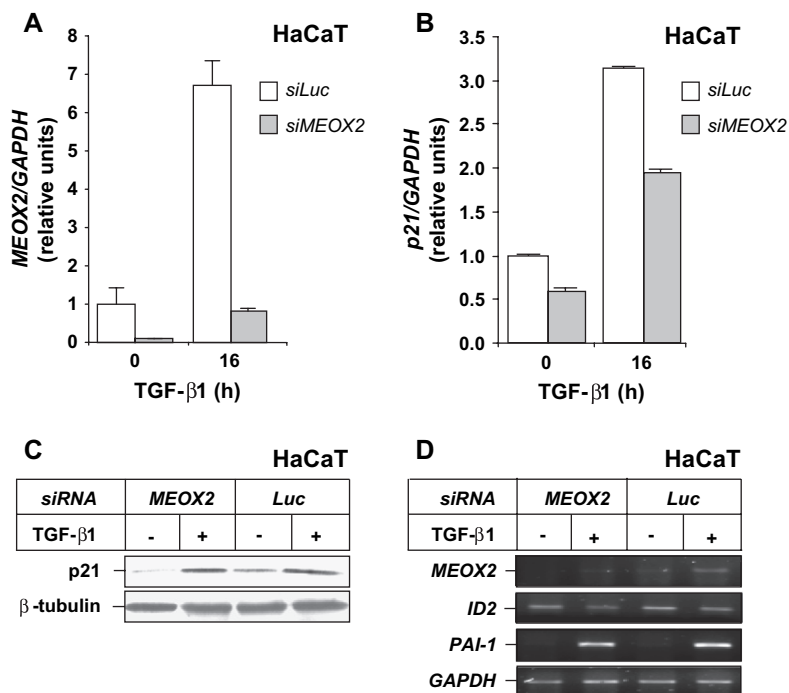 A
HaCaT
MEOX2/GAPDH
(relative units)
8
7
6
5
4
3
2
1
0
siLuc
siMEOX2
0 16
TGF-β1 (h)
B
HaCaT
p21/GAPDH
(relative units)
3.5
3.0
2.5
2.0
1.5
1.0
0.5
0.0
siLuc
siMEOX2
0 16
TGF-β1 (h)
C
HaCaT
siRNA MEOX2 Luc
TGF-β1 - + - +
p21
β-tubulin
D
HaCaT
siRNA MEOX2 Luc
TGF-β1 - + - +
MEOX2
ID2
PAI-1
GAPDH